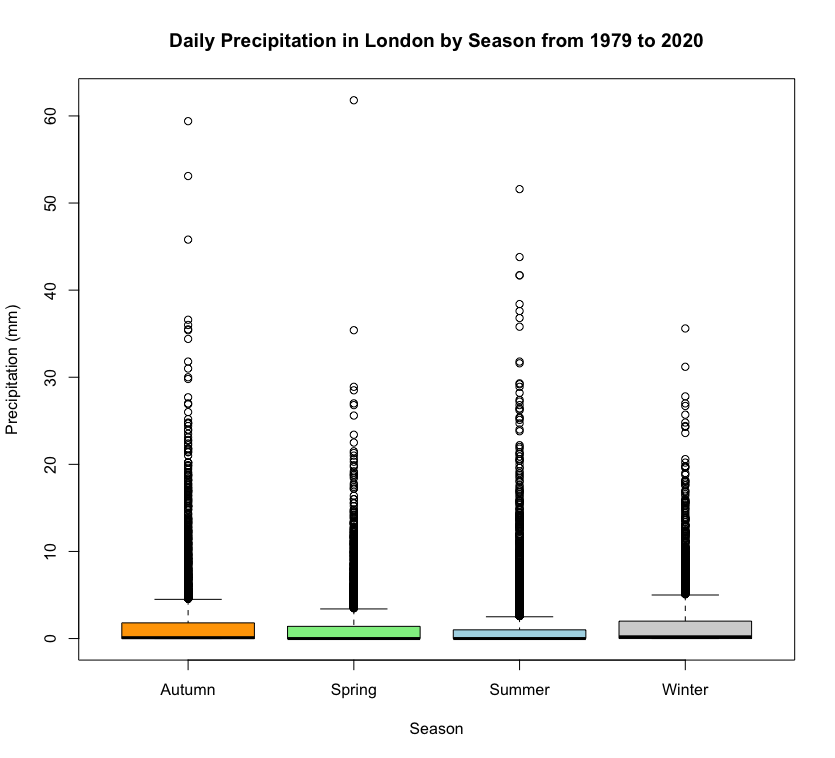 Daily Precipitation in London by Season from 1979 to 2020
Precipitation (mm)
60
50
40
30
20
10
0
Autumn Spring Summer Winter
Season